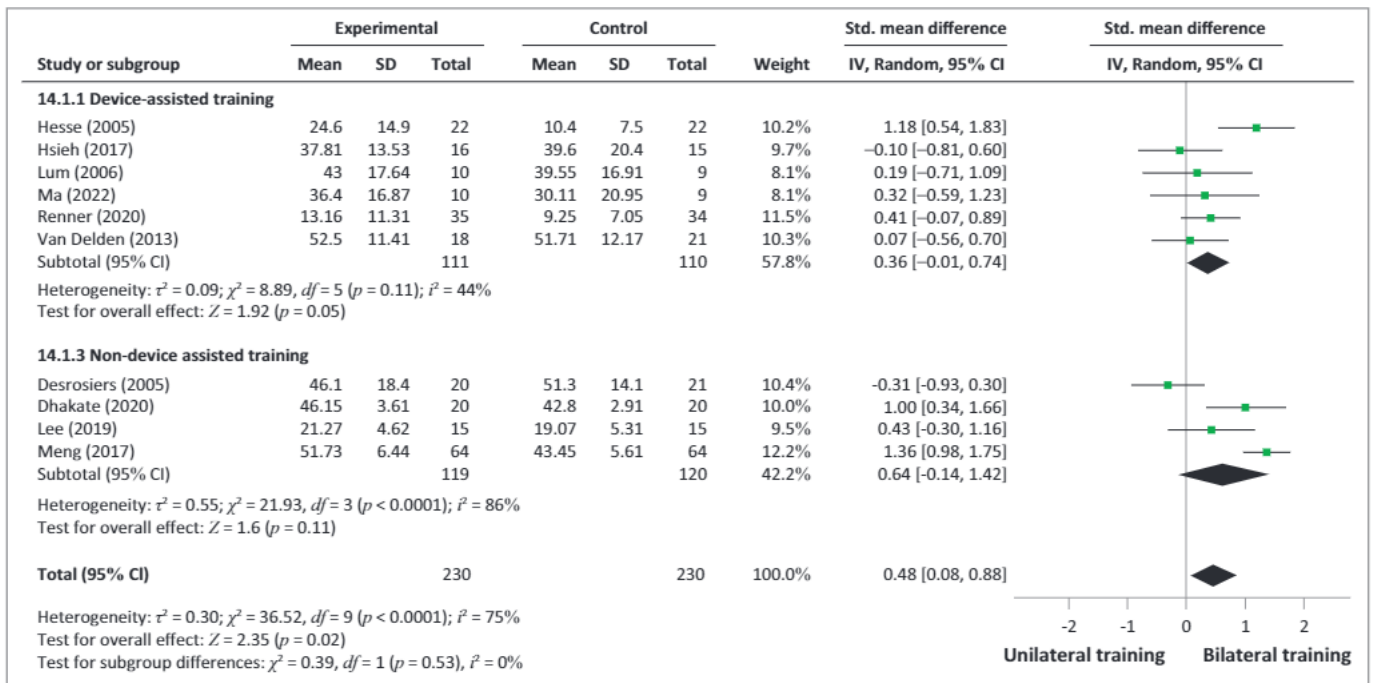 Experimental Control Std. mean difference Std. mean difference
Study or subgroup Mean SD Total Mean SD Total Weight IV, Random, 95% CI IV, Random, 95% CI
14.1.1 Device-assisted training
Hesse (2005) 24.6 14.9 22 10.4 7.5 22 10.2% 1.18 [0.54, 1.83]
Hsieh (2017) 37.81 13.53 16 39.6 20.4 15 9.7% −0.10 [−0.81, 0.60]
Lum (2006) 43 17.64 10 39.55 16.91 9 8.1% 0.19 [−0.71, 1.09]
Ma (2022) 36.4 16.87 10 30.11 20.95 9 8.1% 0.32 [−0.59, 1.23]
Renner (2020) 13.16 11.31 35 9.25 7.05 34 11.5% 0.41 [−0.07, 0.89]
Van Delden (2013) 52.5 11.41 18 51.71 12.17 21 10.3% 0.07 [−0.56, 0.70]
Subtotal (95% CI) 111 110 57.8% 0.36 [−0.01, 0.74]
Heterogeneity: τ² = 0.09; χ² = 8.89, df = 5 (p = 0.11); i² = 44%
Test for overall effect: Z = 1.92 (p = 0.05)
14.1.3 Non-device assisted training
Desrosiers (2005) 46.1 18.4 20 51.3 14.1 21 10.4% -0.31 [-0.93, 0.30]
Dhakate (2020) 46.15 3.61 20 42.8 2.91 20 10.0% 1.00 [0.34, 1.66]
Lee (2019) 21.27 4.62 15 19.07 5.31 15 9.5% 0.43 [-0.30, 1.16]
Meng (2017) 51.73 6.44 64 43.45 5.61 64 12.2% 1.36 [0.98, 1.75]
Subtotal (95% CI) 119 120 42.2% 0.64 [-0.14, 1.42]
Heterogeneity: τ² = 0.55; χ² = 21.93, df = 3 (p < 0.0001); i² = 86%
Test for overall effect: Z = 1.6 (p = 0.11)
Total (95% CI) 230 230 100.0% 0.48 [0.08, 0.88]
Heterogeneity: τ² = 0.30; χ² = 36.52, df = 9 (p < 0.0001); i² = 75%
Test for overall effect: Z = 2.35 (p = 0.02)
Test for subgroup differences: χ² = 0.39, df = 1 (p = 0.53), i² = 0%
-2 -1 0 1 2
Unilateral training Bilateral training